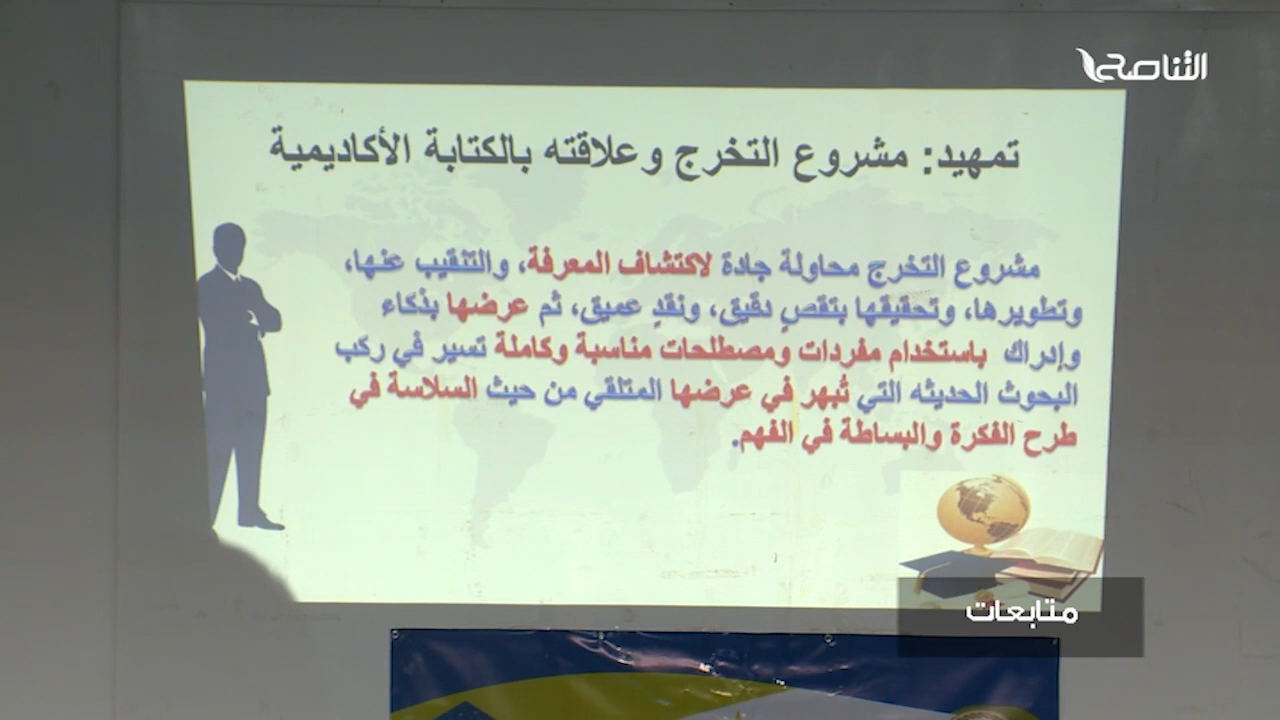 التناصح
تمهيد: مشروع التخرج وعلاقته بالكتابة الأكاديمية
مشروع التخرج محاولة جادة لاكتشاف المعرفة، والتنقيب عنها،
وتطويرها، وتحقيقها بتقصٍ دقيق، ونقدٍ عميق، ثم عرضها بذكاء
وإدراك باستخدام مفردات ومصطلحات مناسبة وكاملة تسير في ركب
البحوث الحديثه التي تُبهر في عرضها المتلقي من حيث السلاسة في
طرح الفكرة والبساطة في الفهم.
متابعات